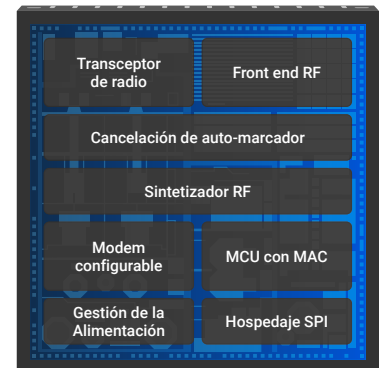 Transceptor
de radio
Front end RF
Cancelación de auto-marcador
Sintetizador RF
Modem
configurable
MCU con MAC
Gestión de la
Alimentación
Hospedaje SPI